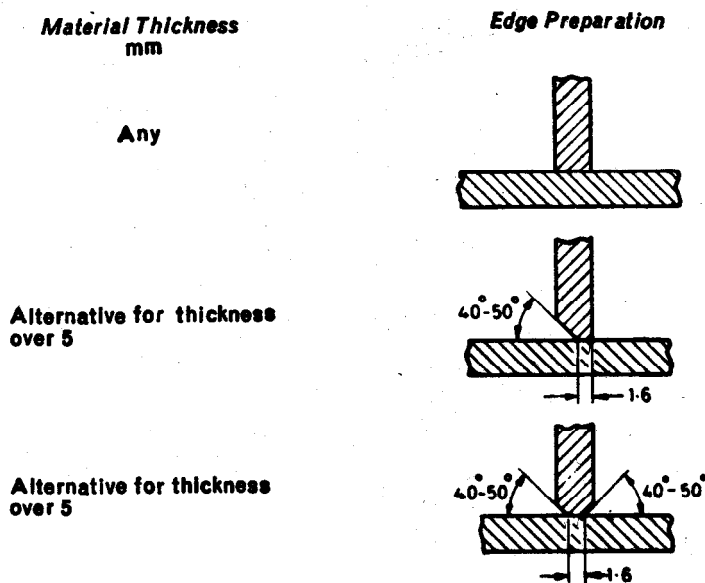 Material Thickness
mm
Edge Preparation
Any
Alternative for thickness
over 5
40°-50°
1·6
Alternative for thickness
over 5
40°-50°
40°-50°
1·6